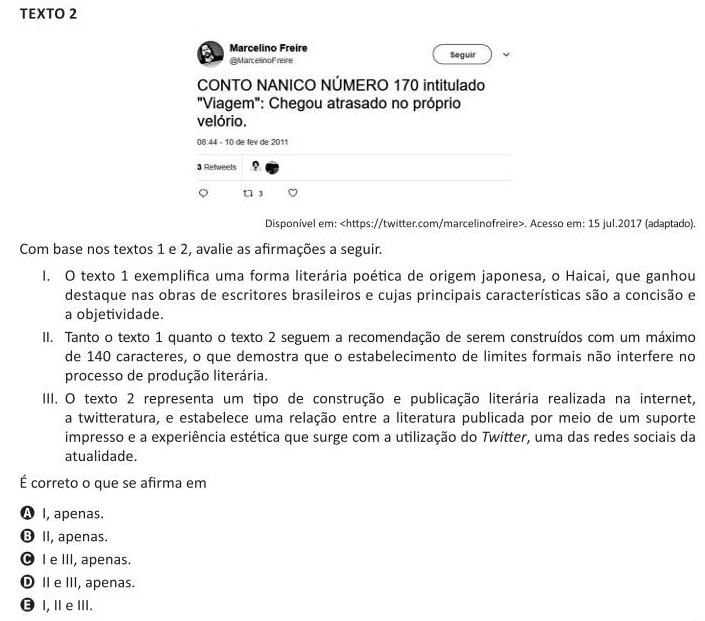 TEXTO 2
Marcelino Freire
@MarcelinoFreire
Seguir
CONTO NANICO NÚMERO 170 intitulado
"Viagem": Chegou atrasado no próprio
velório.
08:44 - 10 de fev de 2011
3 Retweets
3
Disponível em: <https://twitter.com/marcelinofreire>. Acesso em: 15 jul.2017 (adaptado).
Com base nos textos 1 e 2, avalie as afirmações a seguir.
I. O texto 1 exemplifica uma forma literária poética de origem japonesa, o Haicai, que ganhou
destaque nas obras de escritores brasileiros e cujas principais características são a concisão e
a objetividade.
II. Tanto o texto 1 quanto o texto 2 seguem a recomendação de serem construídos com um máximo
de 140 caracteres, o que demostra que o estabelecimento de limites formais não interfere no
processo de produção literária.
III. O texto 2 representa um tipo de construção e publicação literária realizada na internet,
a twitteratura, e estabelece uma relação entre a literatura publicada por meio de um suporte
impresso e a experiência estética que surge com a utilização do Twitter, uma das redes sociais da
atualidade.
É correto o que se afirma em
A I, apenas.
B II, apenas.
C I e III, apenas.
D II e III, apenas.
E I, II e III.